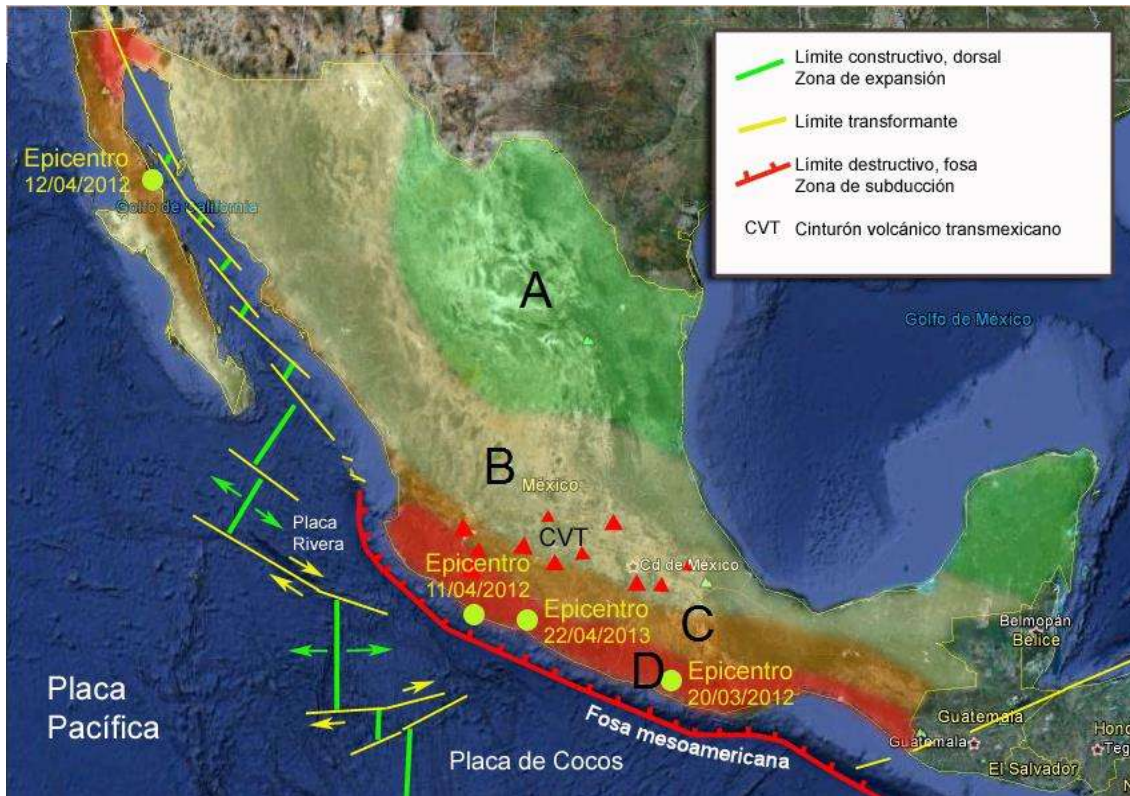 Límite constructivo, dorsal
Zona de expansión
Límite transformante
Límite destructivo, fosa
Zona de subducción
CVT Cinturón volcánico transmexicano
Epicentro
12/04/2012
Golfo de California
A
Golfo de México
B
México
Placa
Rivera
CVT
Cd de México
Epicentro
11/04/2012
Epicentro
22/04/2013
C
D
Epicentro
20/03/2012
Belmopan
Belice
Placa
Pacífica
Fosa mesoamericana
Placa de Cocos
Guatemala
Guatemala
El Salvador
Hon
Teg
N